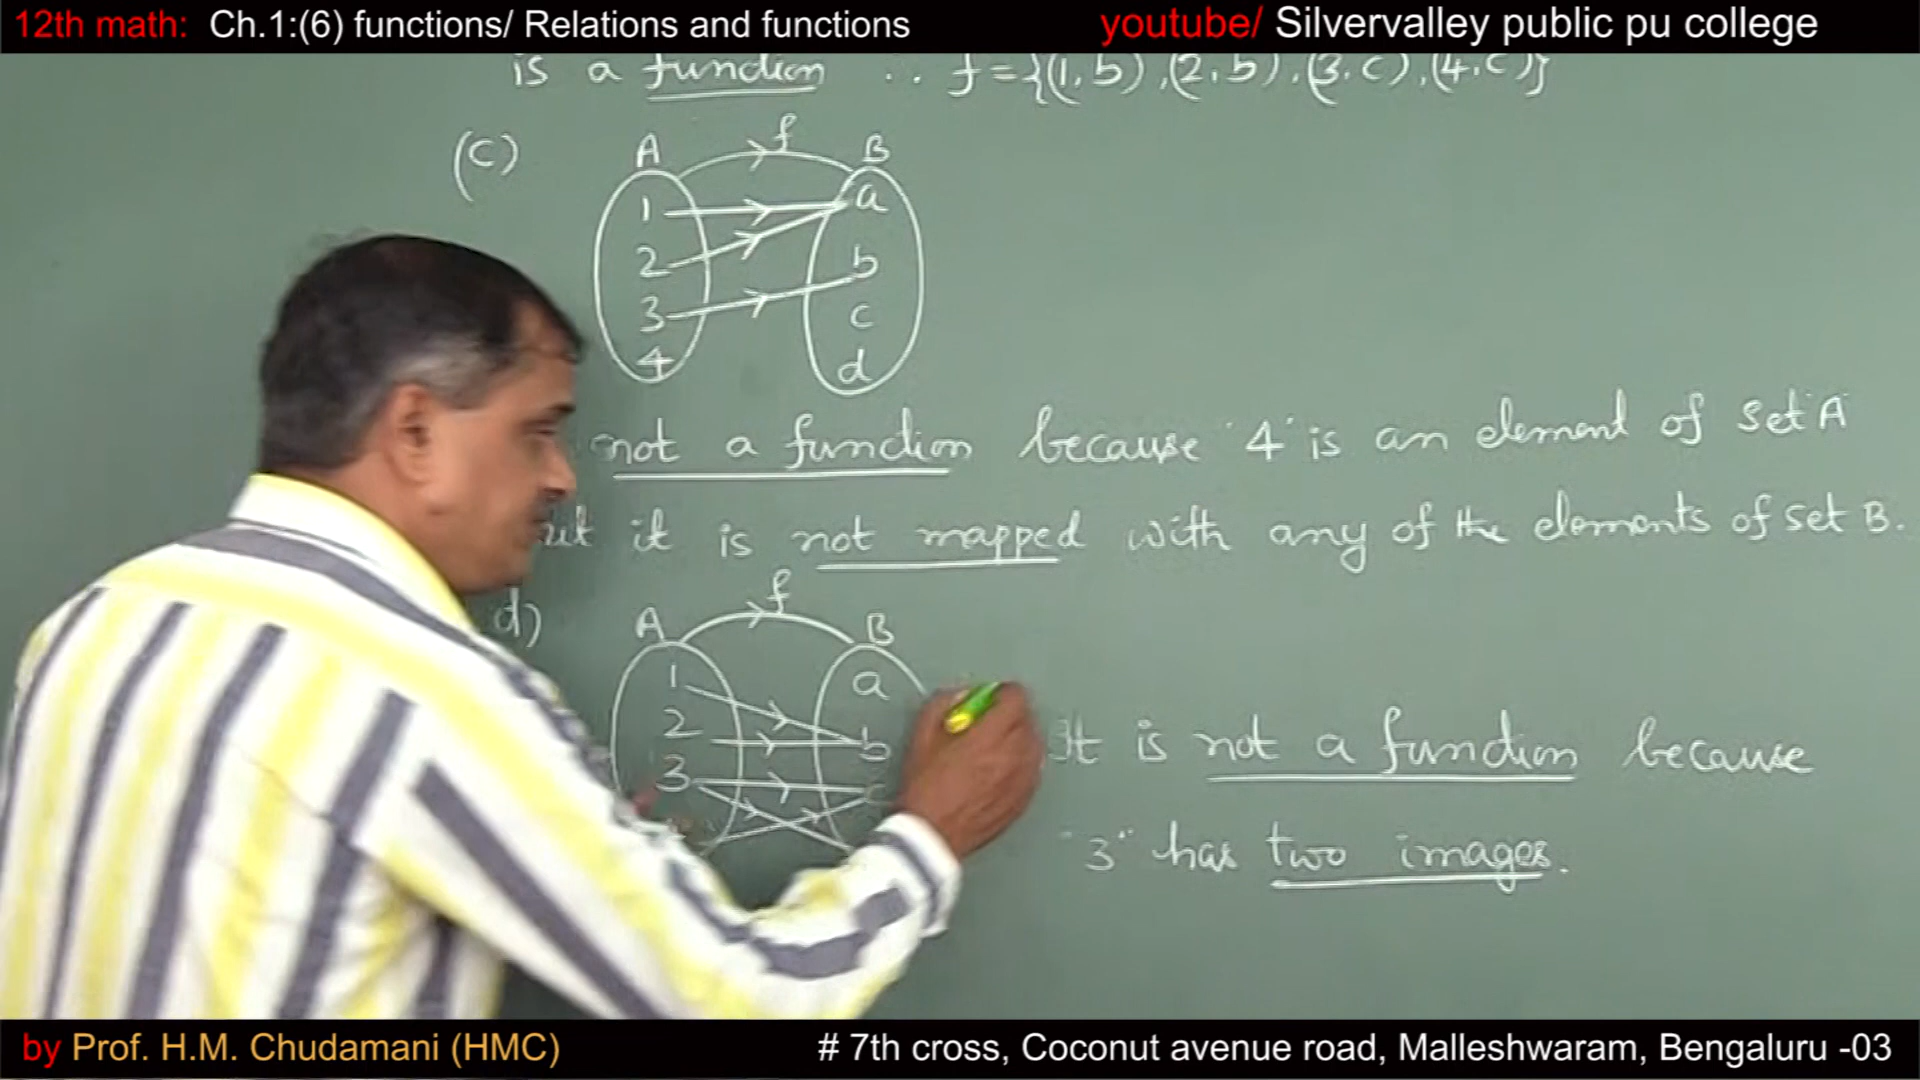 12th math: Ch.1:(6) functions/ Relations and functions
youtube/ Silvervalley public pu college
is a function ∴ f={(1,b),(2,b),(3,c),(4,c)}
(c)
f
A B
1 a
2 b
3 c
4 d
not a function because '4' is an element of set A
it is not mapped with any of the elements of set B.
d)
f
A B
1 a
2 b
3 c
It is not a function because
"3" has two images.
by Prof. H.M. Chudamani (HMC)
# 7th cross, Coconut avenue road, Malleshwaram, Bengaluru -03